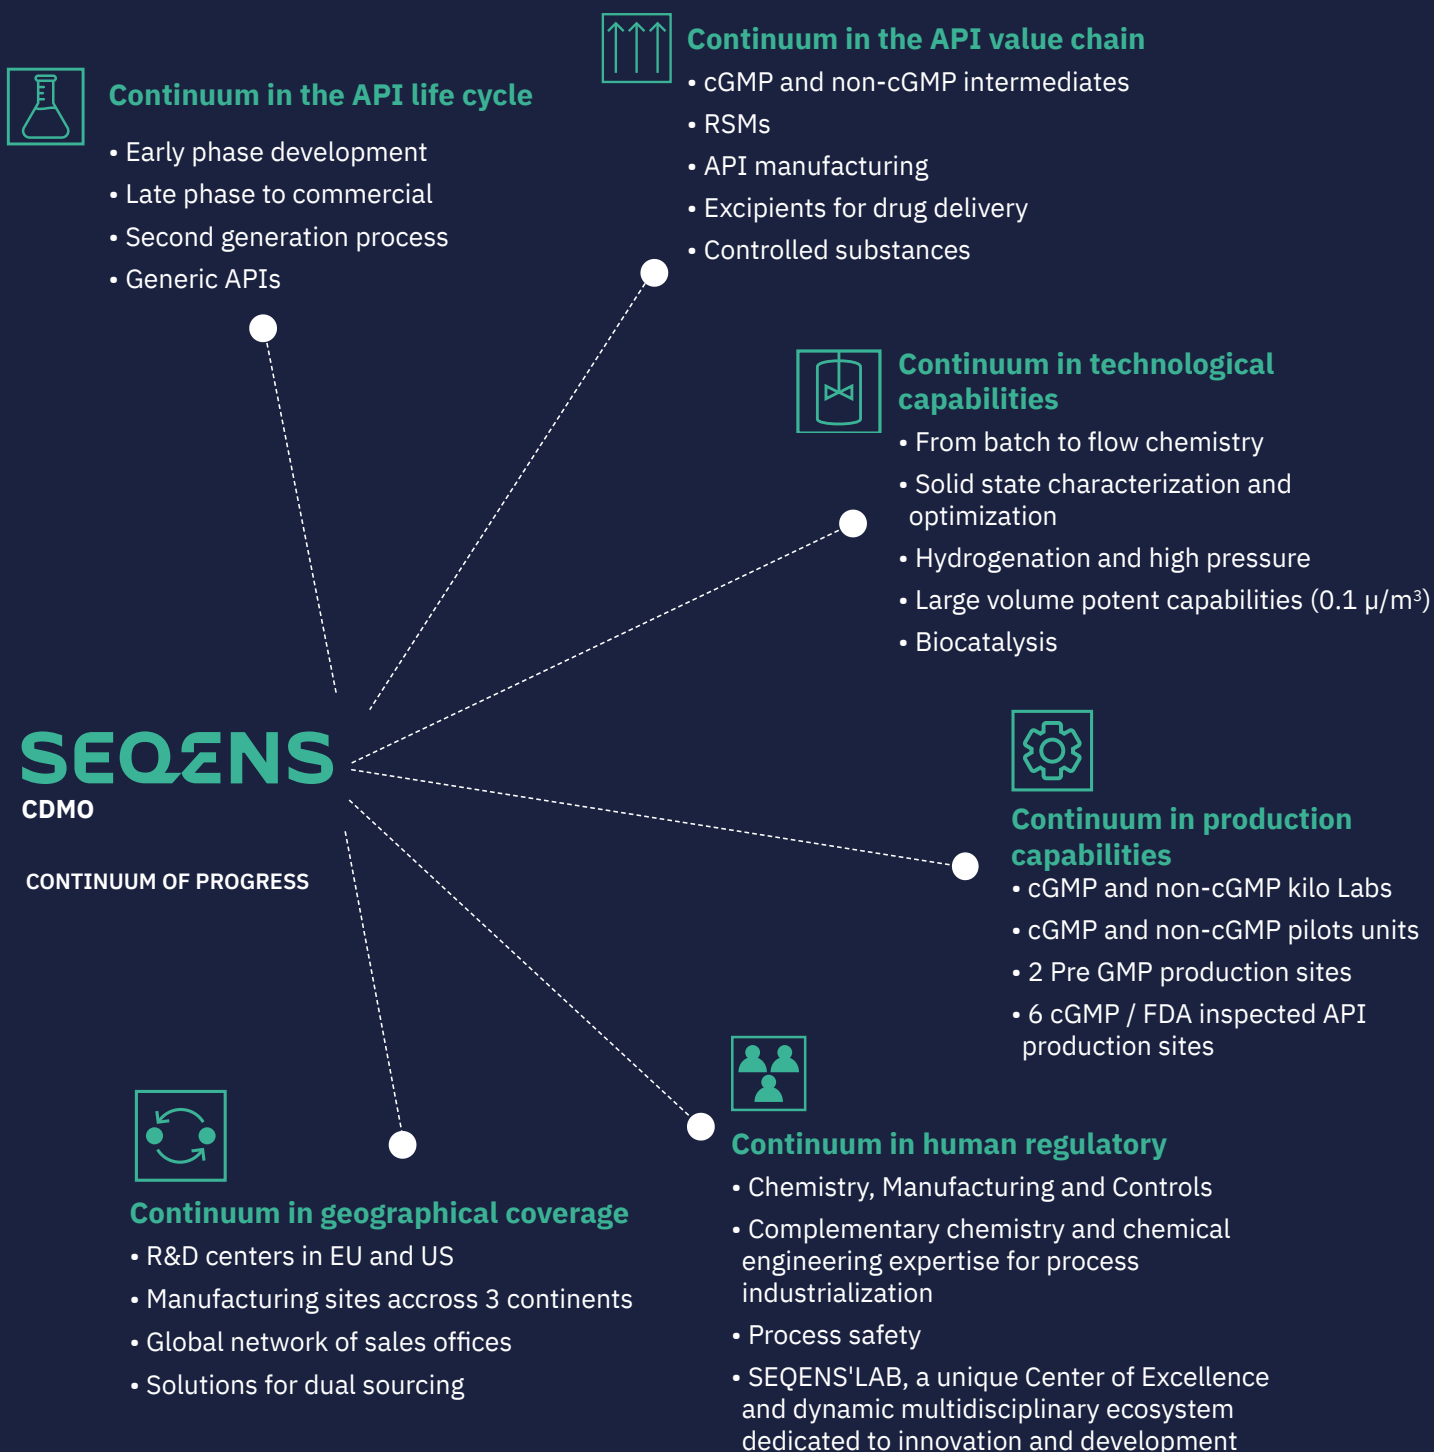 Continuum in the API value chain
• cGMP and non-cGMP intermediates
• RSMs
• API manufacturing
• Excipients for drug delivery
• Controlled substances
Continuum in the API life cycle
• Early phase development
• Late phase to commercial
• Second generation process
• Generic APIs
Continuum in technological
capabilities
• From batch to flow chemistry
• Solid state characterization and
optimization
• Hydrogenation and high pressure
• Large volume potent capabilities (0.1 µ/m³)
• Biocatalysis
SEQENS
CDMO
CONTINUUM OF PROGRESS
Continuum in production
capabilities
• cGMP and non-cGMP kilo Labs
• cGMP and non-cGMP pilots units
• 2 Pre GMP production sites
• 6 cGMP / FDA inspected API
production sites
Continuum in human regulatory
• Chemistry, Manufacturing and Controls
• Complementary chemistry and chemical
engineering expertise for process
industrialization
• Process safety
• SEQENS'LAB, a unique Center of Excellence
and dynamic multidisciplinary ecosystem
dedicated to innovation and development
Continuum in geographical coverage
• R&D centers in EU and US
• Manufacturing sites accross 3 continents
• Global network of sales offices
• Solutions for dual sourcing